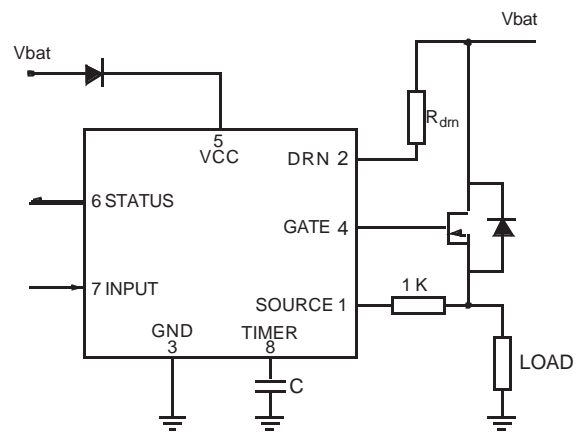 Vbat
Vbat
Rdrn
5
VCC
DRN 2
6 STATUS
GATE 4
7 INPUT
1 K
SOURCE 1
GND
3
TIMER
8
C
LOAD